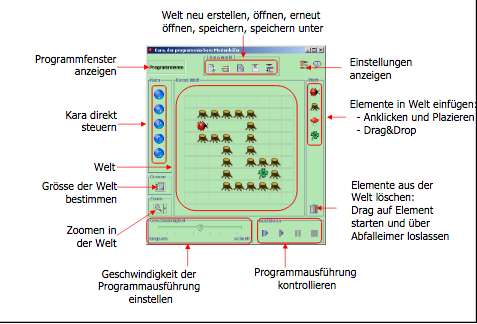 Welt neu erstellen, öffnen, erneut
öffnen, speichern, speichern unter
Programmfenster
anzeigen
Kara direkt
steuern
Welt
Grösse der Welt
bestimmen
Zoomen in
der Welt
Geschwindigkeit der
Programmausführung
einstellen
Programmausführung
kontrollieren
Einstellungen
anzeigen
Elemente in Welt einfügen:
- Anklicken und Plazieren
- Drag&Drop
Elemente aus der
Welt löschen:
Drag auf Element
starten und über
Abfalleimer loslassen
Kara, der programmierbare Marienkäfer
Programmieren
Kara
Karas Welt
Zoom
Geschwindigkeit
langsam
schnell